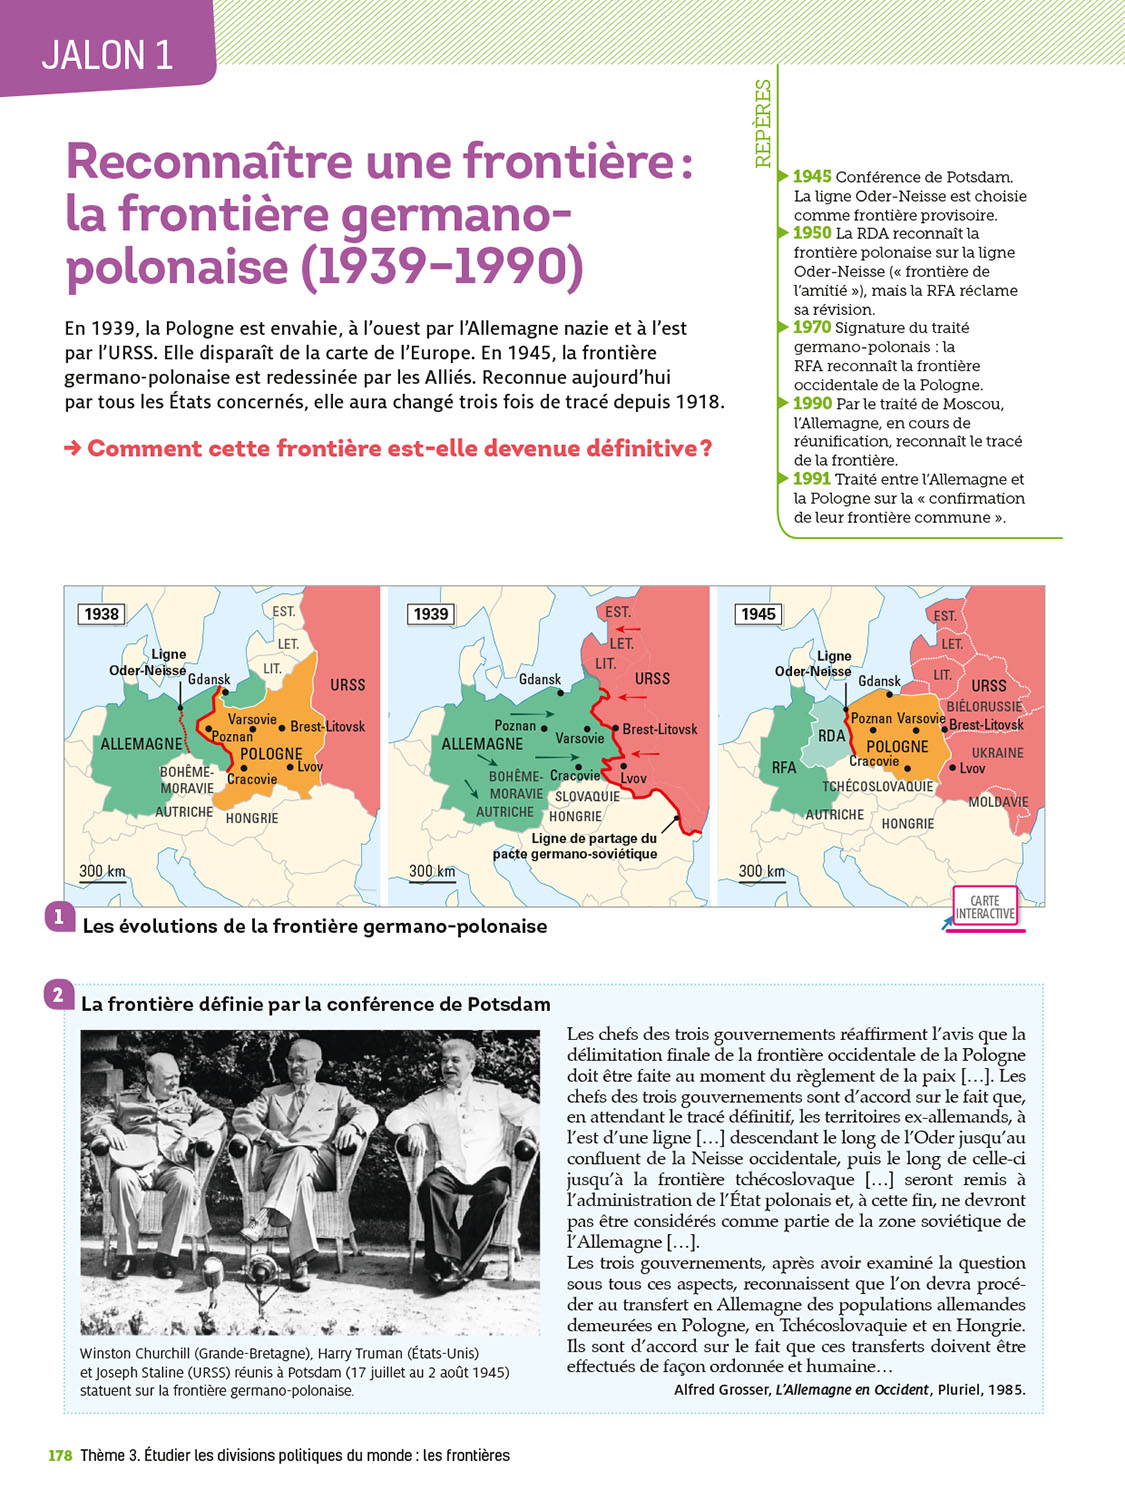 JALON 1
Reconnaître une frontière :
la frontière germano-
polonaise (1939–1990)
En 1939, la Pologne est envahie, à l’ouest par l’Allemagne nazie et à l’est
par l’URSS. Elle disparaît de la carte de l’Europe. En 1945, la frontière
germano-polonaise est redessinée par les Alliés. Reconnue aujourd’hui
par tous les États concernés, elle aura changé trois fois de tracé depuis 1918.
→ Comment cette frontière est-elle devenue définitive ?
REPÈRES
1945 Conférence de Potsdam.
La ligne Oder-Neisse est choisie
comme frontière provisoire.
1950 La RDA reconnaît la
frontière polonaise sur la ligne
Oder-Neisse (« frontière de
l’amitié »), mais la RFA réclame
sa révision.
1970 Signature du traité
germano-polonais : la
RFA reconnaît la frontière
occidentale de la Pologne.
1990 Par le traité de Moscou,
l’Allemagne, en cours de
réunification, reconnaît le tracé
de la frontière.
1991 Traité entre l’Allemagne et
la Pologne sur la « confirmation
de leur frontière commune ».
1938
EST.
LET.
LIT.
Ligne
Oder-Neisse
Gdansk
URSS
Varsovie
Brest-Litovsk
Poznan
ALLEMAGNE
POLOGNE
Lvov
BOHÊME-
MORAVIE
Cracovie
AUTRICHE
HONGRIE
300 km
1939
EST.
LET.
LIT.
Gdansk
URSS
Poznan
Brest-Litovsk
Varsovie
ALLEMAGNE
BOHÊME-
MORAVIE
Cracovie
Lvov
SLOVAQUIE
AUTRICHE
HONGRIE
Ligne de partage du
pacte germano-soviétique
300 km
1945
EST.
LET.
LIT.
Ligne
Oder-Neisse
Gdansk
URSS
BIÉLORUSSIE
Poznan
Varsovie
Brest-Litovsk
RDA
POLOGNE
UKRAINE
RFA
Cracovie
Lvov
TCHÉCOSLOVAQUIE
MOLDAVIE
AUTRICHE
HONGRIE
300 km
CARTE
INTERACTIVE
1 Les évolutions de la frontière germano-polonaise
2 La frontière définie par la conférence de Potsdam
Les chefs des trois gouvernements réaffirment l’avis que la
délimitation finale de la frontière occidentale de la Pologne
doit être faite au moment du règlement de la paix […]. Les
chefs des trois gouvernements sont d’accord sur le fait que,
en attendant le tracé définitif, les territoires ex-allemands, à
l’est d’une ligne […] descendant le long de l’Oder jusqu’au
confluent de la Neisse occidentale, puis le long de celle-ci
jusqu’à la frontière tchécoslovaque […] seront remis à
l’administration de l’État polonais et, à cette fin, ne devront
pas être considérés comme partie de la zone soviétique de
l’Allemagne […].
Les trois gouvernements, après avoir examiné la question
sous tous ces aspects, reconnaissent que l’on devra procé-
der au transfert en Allemagne des populations allemandes
demeurées en Pologne, en Tchécoslovaquie et en Hongrie.
Ils sont d’accord sur le fait que ces transferts doivent être
effectués de façon ordonnée et humaine…
Alfred Grosser, L’Allemagne en Occident, Pluriel, 1985.
Winston Churchill (Grande-Bretagne), Harry Truman (États-Unis)
et Joseph Staline (URSS) réunis à Potsdam (17 juillet au 2 août 1945)
statuent sur la frontière germano-polonaise.
178 Thème 3. Étudier les divisions politiques du monde : les frontières